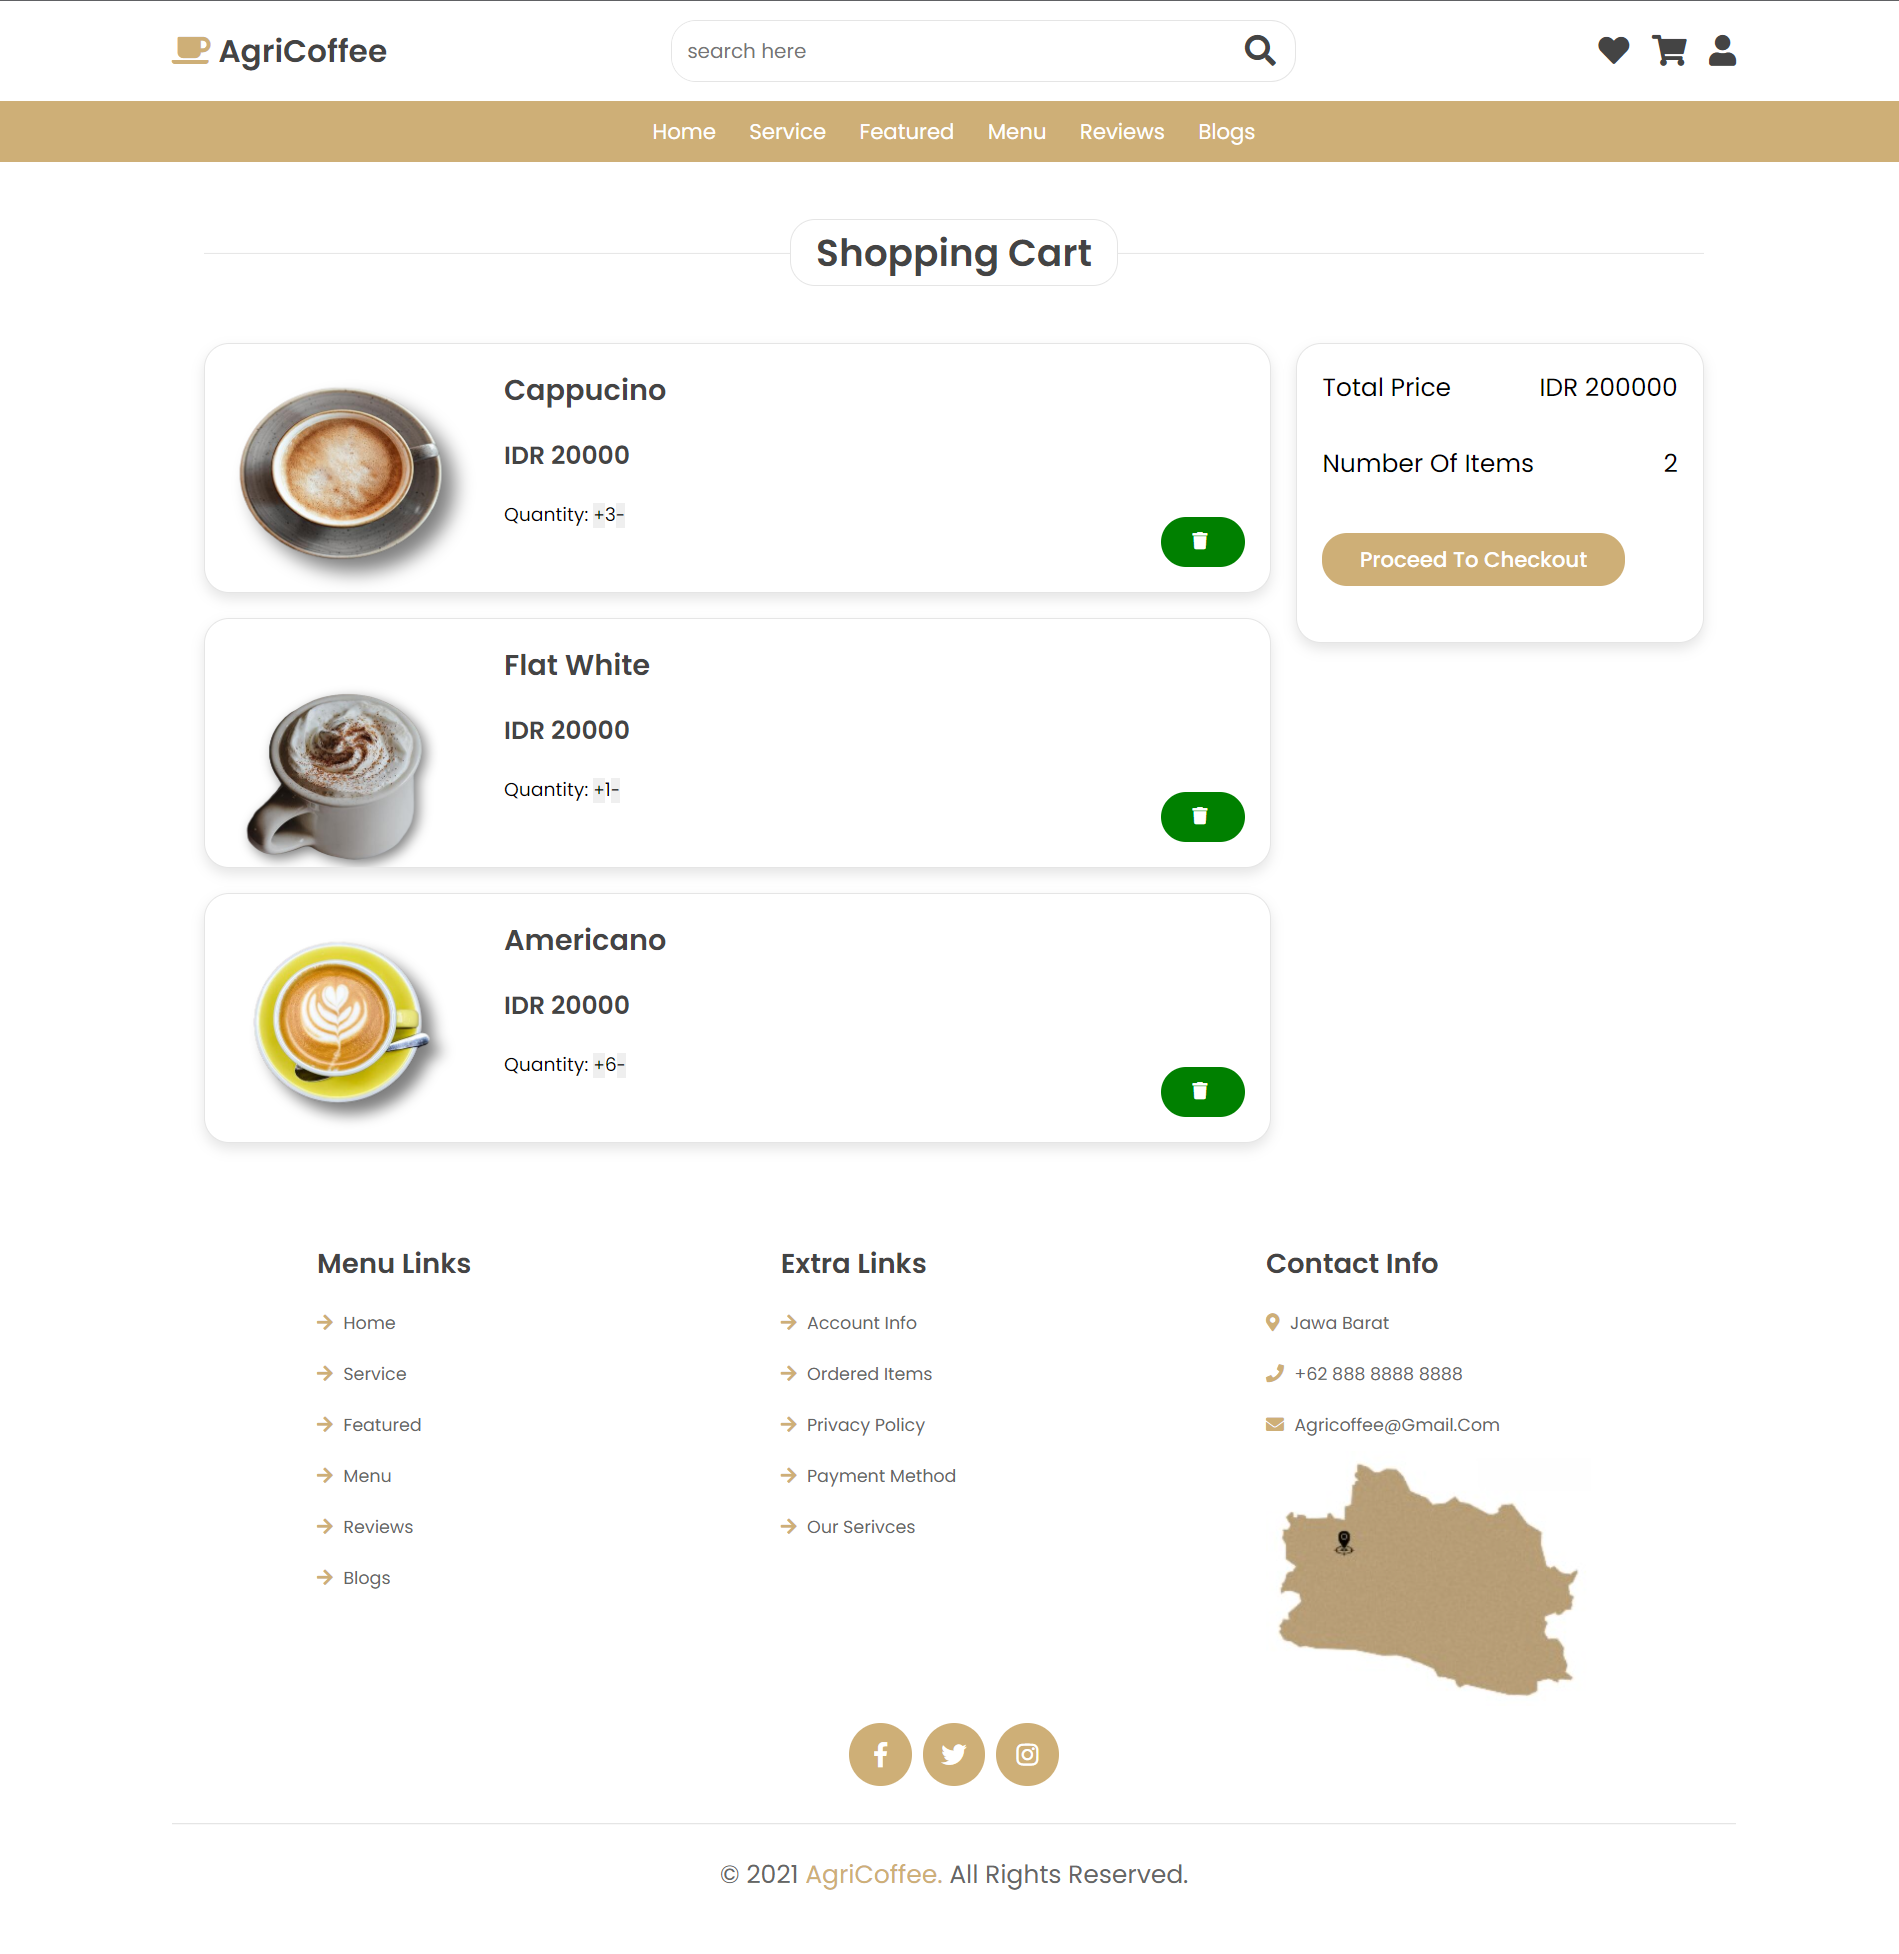 AgriCoffee
search here
Home Service Featured Menu Reviews Blogs
Shopping Cart
Cappucino
IDR 20000
Quantity: +3-
Flat White
IDR 20000
Quantity: +1-
Americano
IDR 20000
Quantity: +6-
Total Price IDR 200000
Number Of Items 2
Proceed To Checkout
Menu Links
Home
Service
Featured
Menu
Reviews
Blogs
Extra Links
Account Info
Ordered Items
Privacy Policy
Payment Method
Our Serivces
Contact Info
Jawa Barat
+62 888 8888 8888
Agricoffee@Gmail.Com
© 2021 AgriCoffee. All Rights Reserved.